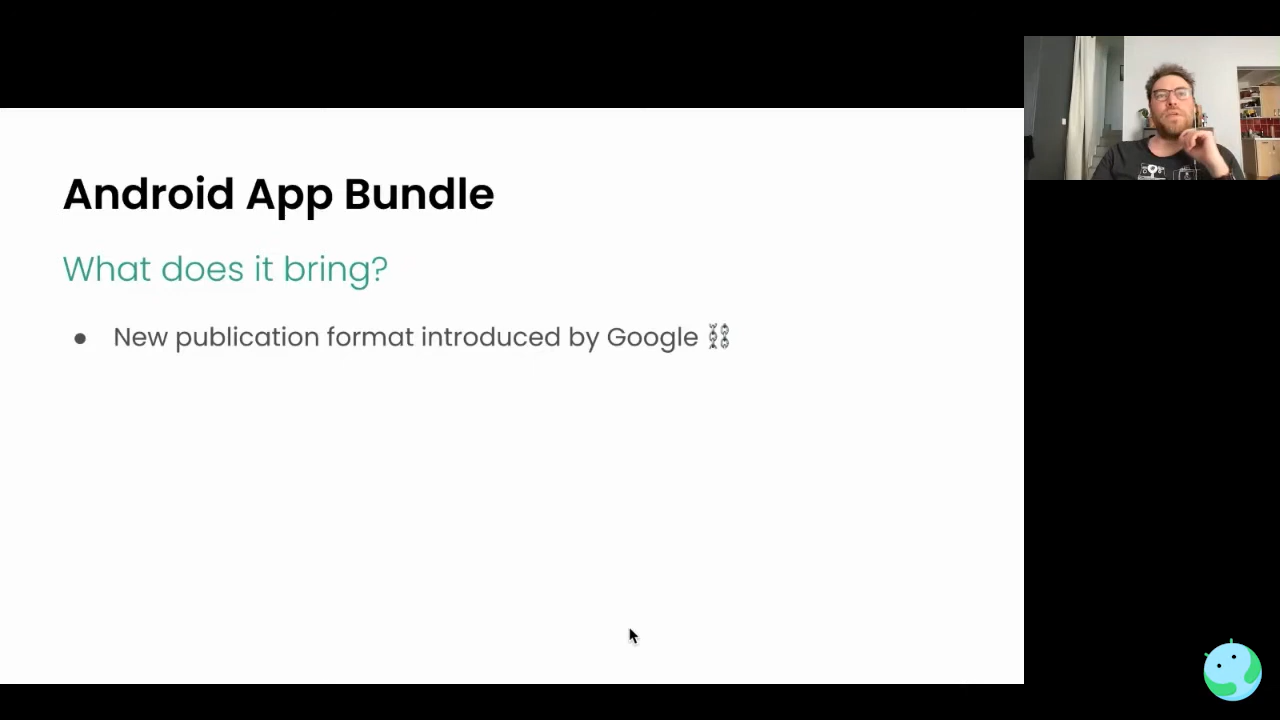 Android App Bundle
What does it bring?
● New publication format introduced by Google ⛓️